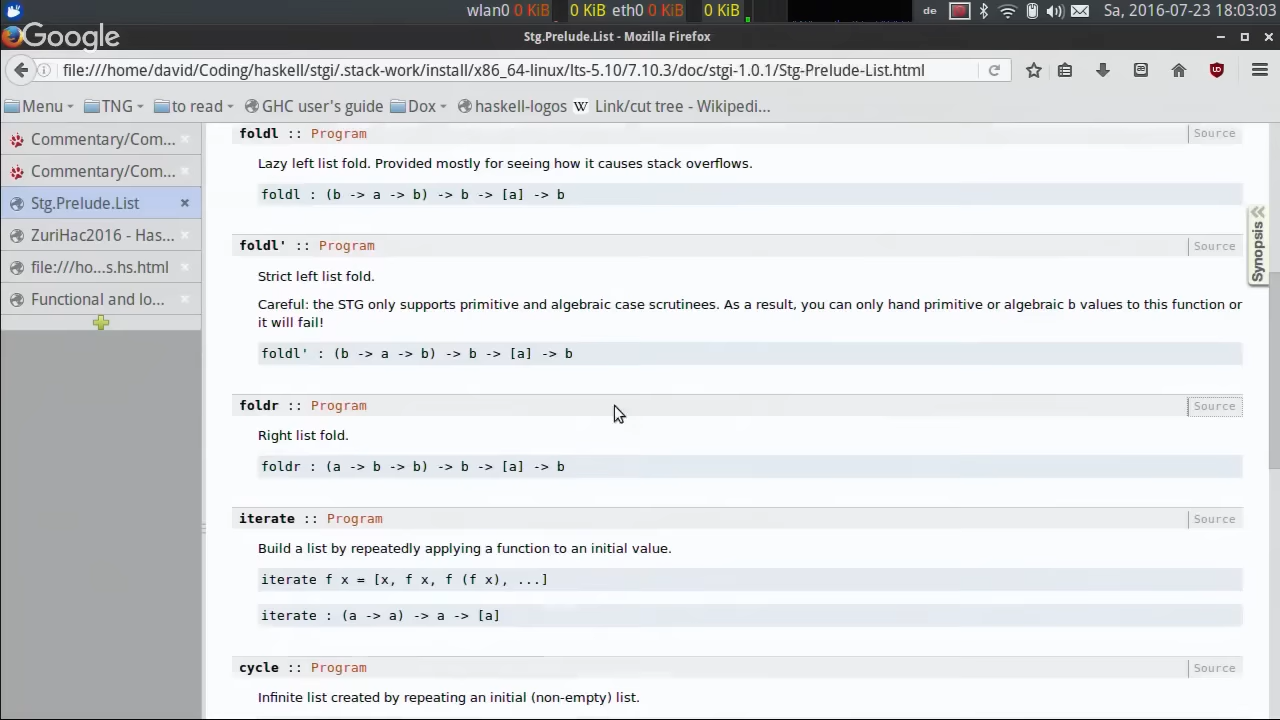 wlan0 0 KiB 0 KiB eth0 0 KiB 0 KiB de Sa, 2016-07-23 18:03:03
Google
Stg.Prelude.List - Mozilla Firefox
file:///home/david/Coding/haskell/stgi/.stack-work/install/x86_64-linux/lts-5.10/7.10.3/doc/stgi-1.0.1/Stg-Prelude-List.html
Menu TNG to read GHC user's guide Dox haskell-logos W Link/cut tree - Wikipedi...
Commentary/Com...
Commentary/Com...
Stg.Prelude.List
ZuriHac2016 - Has...
file:///ho...s.hs.html
Functional and lo...
foldl :: Program Source
Lazy left list fold. Provided mostly for seeing how it causes stack overflows.
foldl : (b -> a -> b) -> b -> [a] -> b
Synopsis
foldl' :: Program Source
Strict left list fold.
Careful: the STG only supports primitive and algebraic case scrutinees. As a result, you can only hand primitive or algebraic b values to this function or
it will fail!
foldl' : (b -> a -> b) -> b -> [a] -> b
foldr :: Program Source
Right list fold.
foldr : (a -> b -> b) -> b -> [a] -> b
iterate :: Program Source
Build a list by repeatedly applying a function to an initial value.
iterate f x = [x, f x, f (f x), ...]
iterate : (a -> a) -> a -> [a]
cycle :: Program Source
Infinite list created by repeating an initial (non-empty) list.